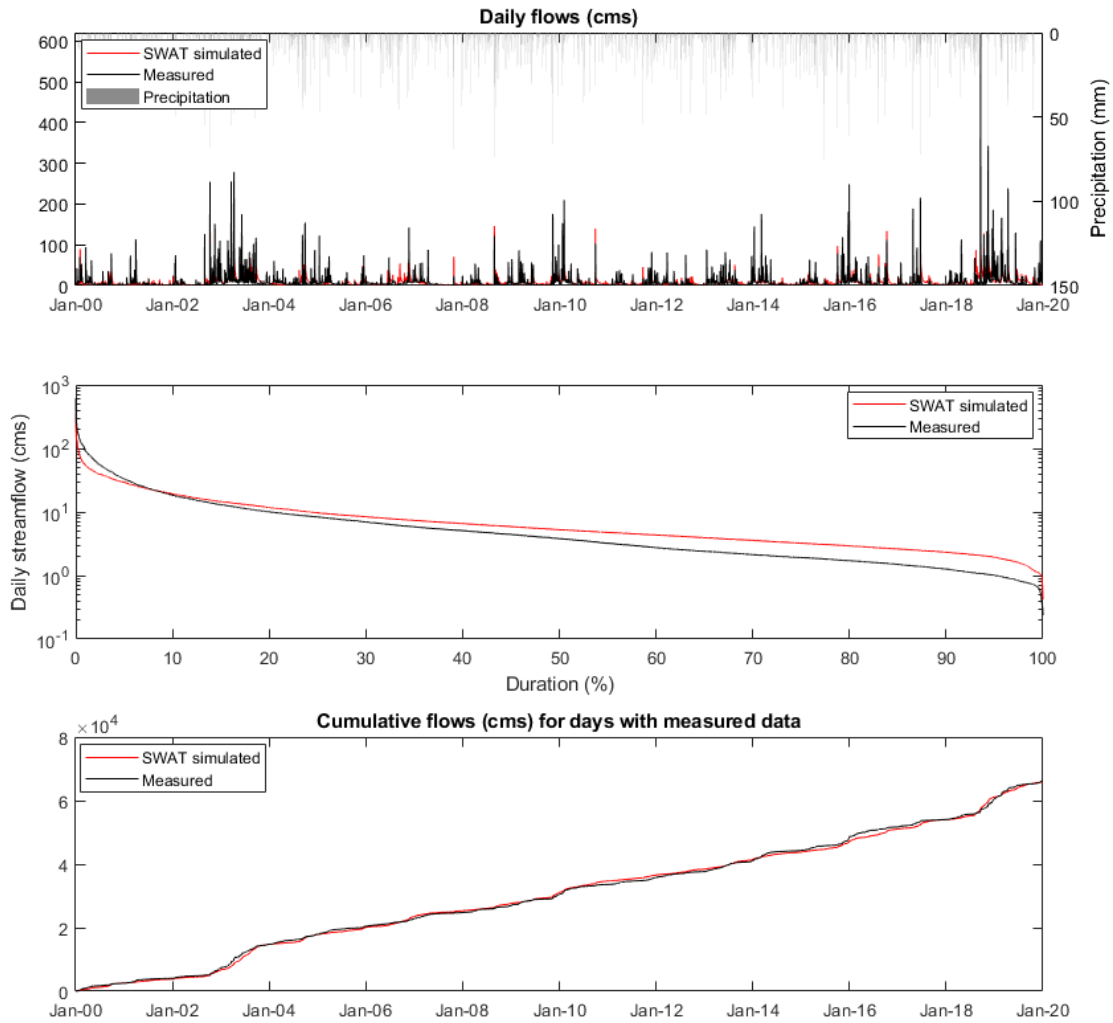 Daily flows (cms)
SWAT simulated
Measured
Precipitation
600
500
400
300
200
100
0
0
50
100
150
Precipitation (mm)
Jan-00 Jan-02 Jan-04 Jan-06 Jan-08 Jan-10 Jan-12 Jan-14 Jan-16 Jan-18 Jan-20
SWAT simulated
Measured
Daily streamflow (cms)
10^3
10^2
10^1
10^0
10^-1
0 10 20 30 40 50 60 70 80 90 100
Duration (%)
Cumulative flows (cms) for days with measured data
×10^4
SWAT simulated
Measured
8
6
4
2
0
Jan-00 Jan-02 Jan-04 Jan-06 Jan-08 Jan-10 Jan-12 Jan-14 Jan-16 Jan-18 Jan-20